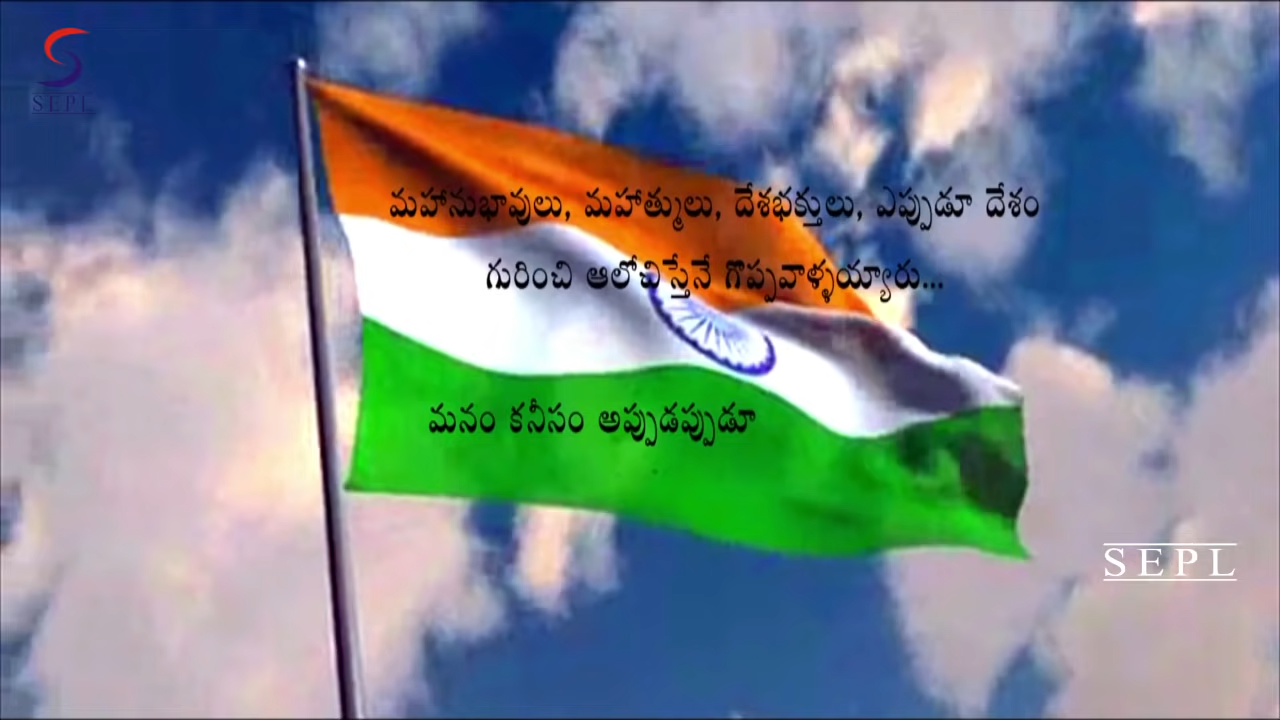 SEPL
మహానుభావులు, మహాత్ములు, దేశభక్తులు, ఎప్పుడూ దేశం
గురించి ఆలోచిస్తేనే గొప్పవాళ్ళయ్యారు...
మనం కనీసం అప్పుడప్పుడూ
SEPL